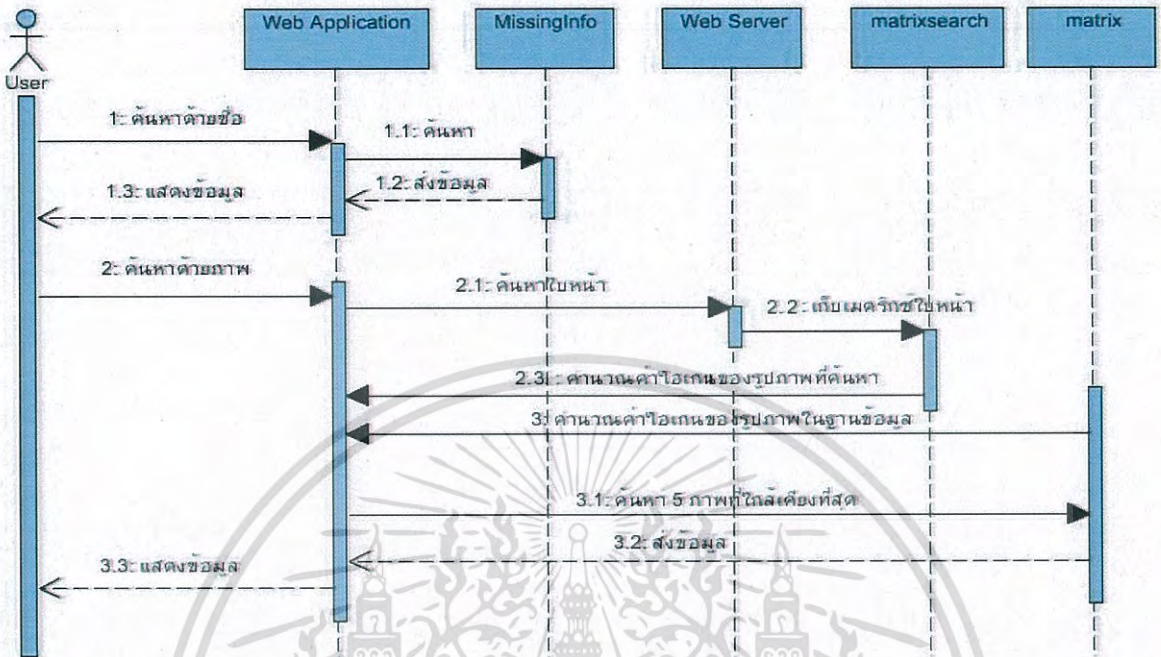 Web Application
MissingInfo
Web Server
matrixsearch
matrix
User
1: ค้นหาด้วยชื่อ
1.1: ค้นหา
1.2: ส่งข้อมูล
1.3: แสดงข้อมูล
2: ค้นหาด้วยภาพ
2.1: ค้นหาใบหน้า
2.2: เก็บเมตริกซ์ใบหน้า
2.3: คำนวณค่าไอเกนของรูปภาพที่ค้นหา
3: คำนวณค่าไอเกนของรูปภาพในฐานข้อมูล
3.1: ค้นหา 5 ภาพที่ใกล้เคียงที่สุด
3.2: ส่งข้อมูล
3.3: แสดงข้อมูล